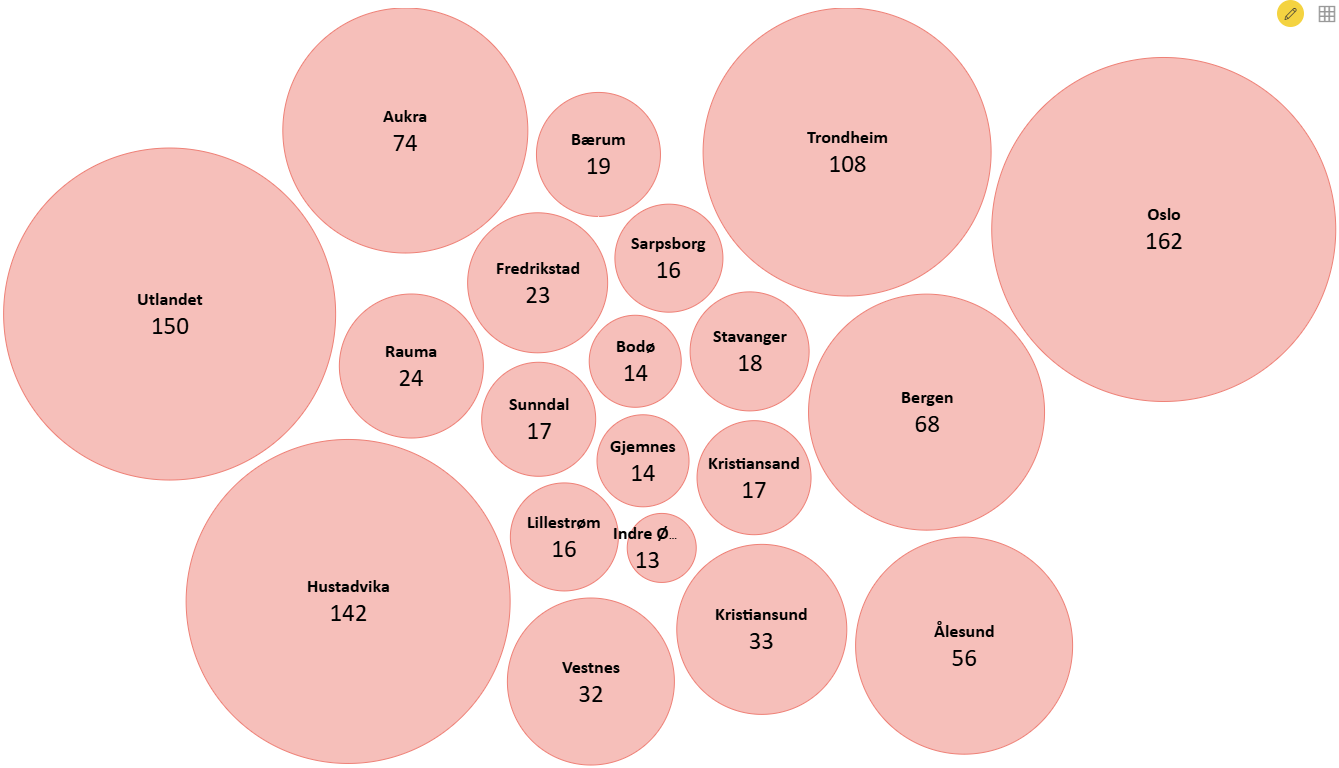 Aukra
74
Bærum
19
Trondheim
108
Oslo
162
Sarpsborg
16
Fredrikstad
23
Utlandet
150
Rauma
24
Bodø
14
Stavanger
18
Sunndal
17
Bergen
68
Gjemnes
14
Kristiansand
17
Lillestrøm
16
Indre Ø...
13
Hustadvika
142
Kristiansund
33
Ålesund
56
Vestnes
32